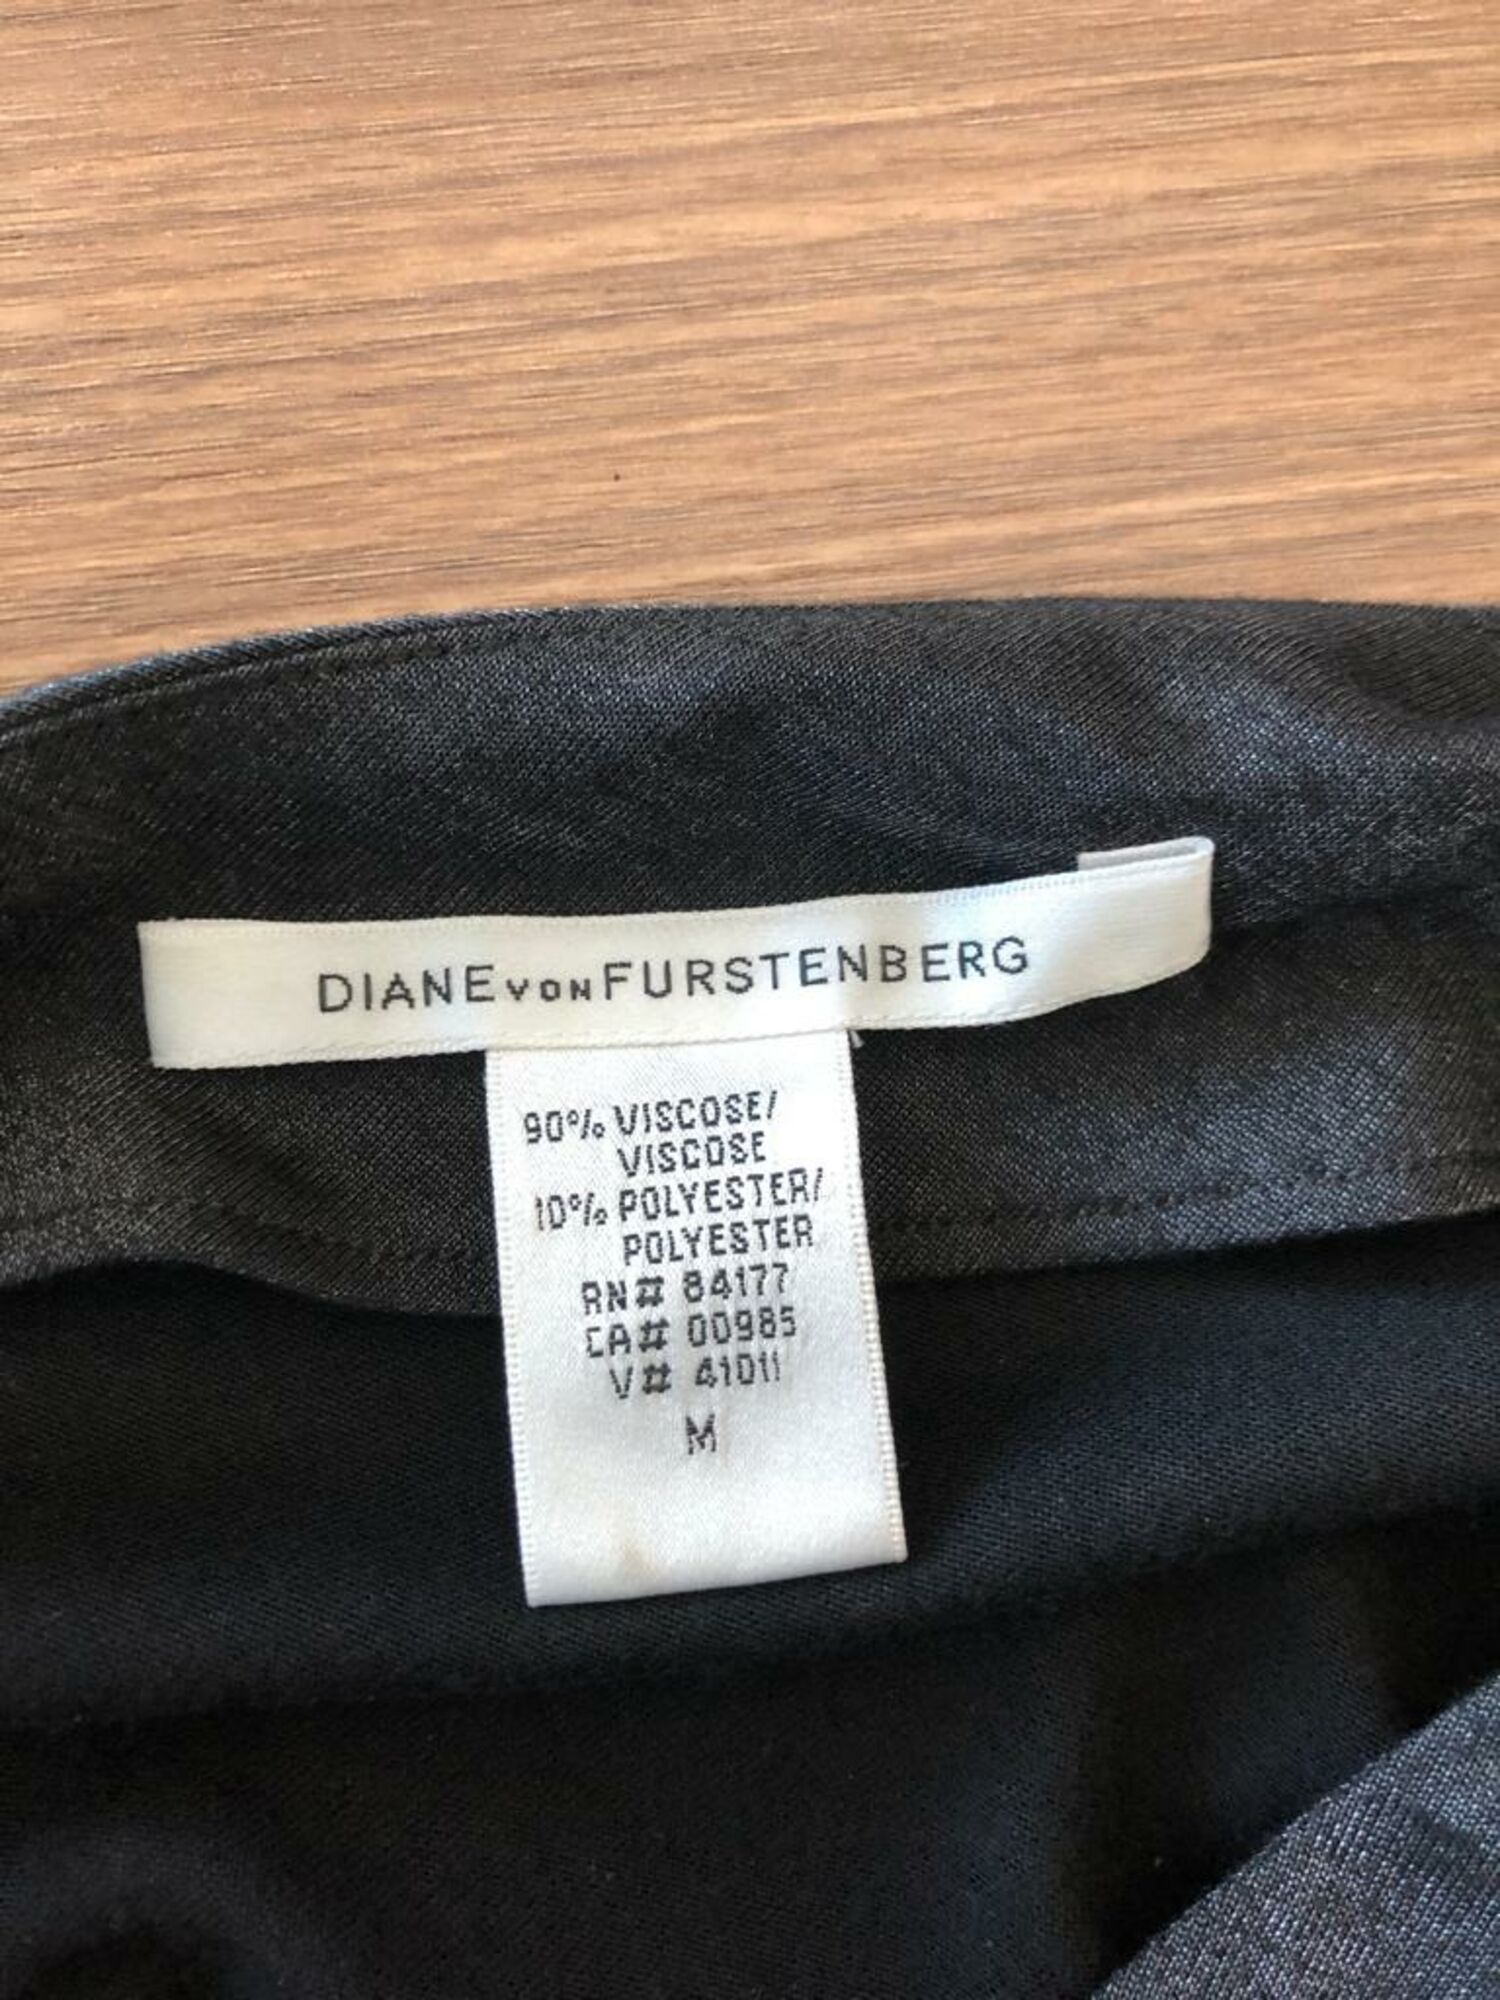 DIANE VON FURSTENBERG
90% VISCOSE/
VISCOSE
10% POLYESTER/
POLYESTER
RN# 84177
CA# 00985
V# 41011
M